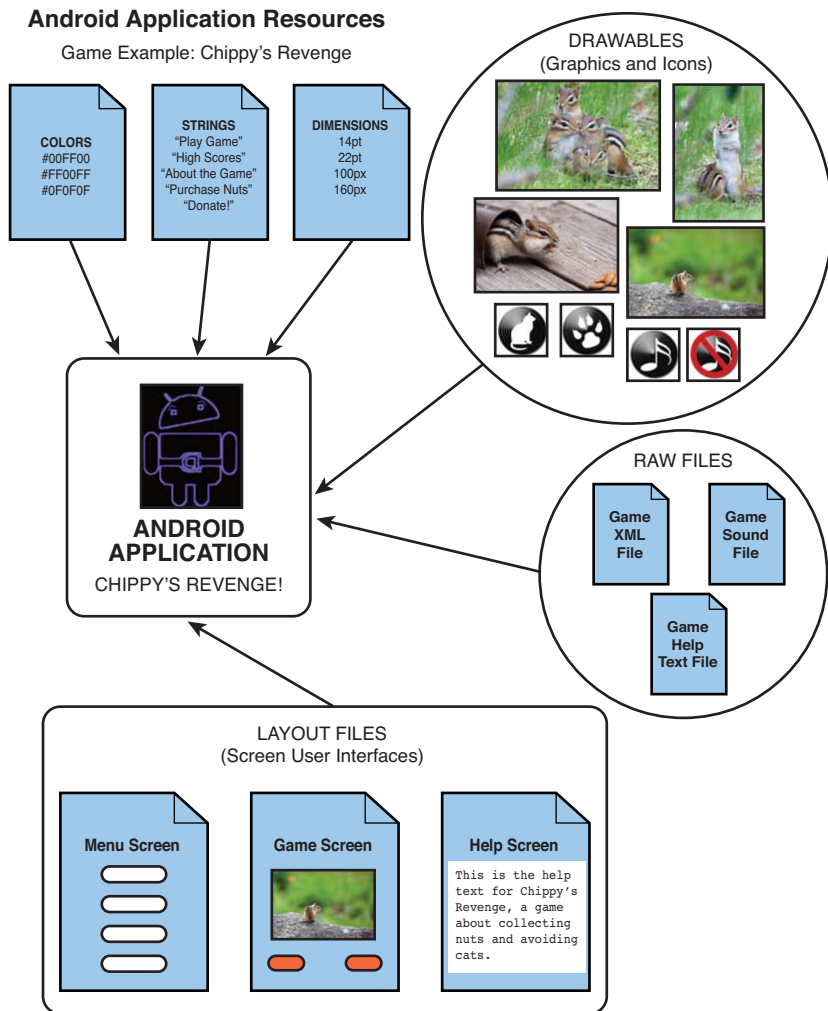 Android Application Resources
Game Example: Chippy's Revenge
COLORS
#00FF00
#FF00FF
#0F0F0F
STRINGS
“Play Game”
“High Scores”
“About the Game”
“Purchase Nuts”
“Donate!”
DIMENSIONS
14pt
22pt
100px
160px
DRAWABLES
(Graphics and Icons)
ANDROID
APPLICATION
CHIPPY'S REVENGE!
RAW FILES
Game
XML
File
Game
Sound
File
Game
Help
Text File
LAYOUT FILES
(Screen User Interfaces)
Menu Screen
Game Screen
Help Screen
This is the help
text for Chippy's
Revenge, a game
about collecting
nuts and avoiding
cats.